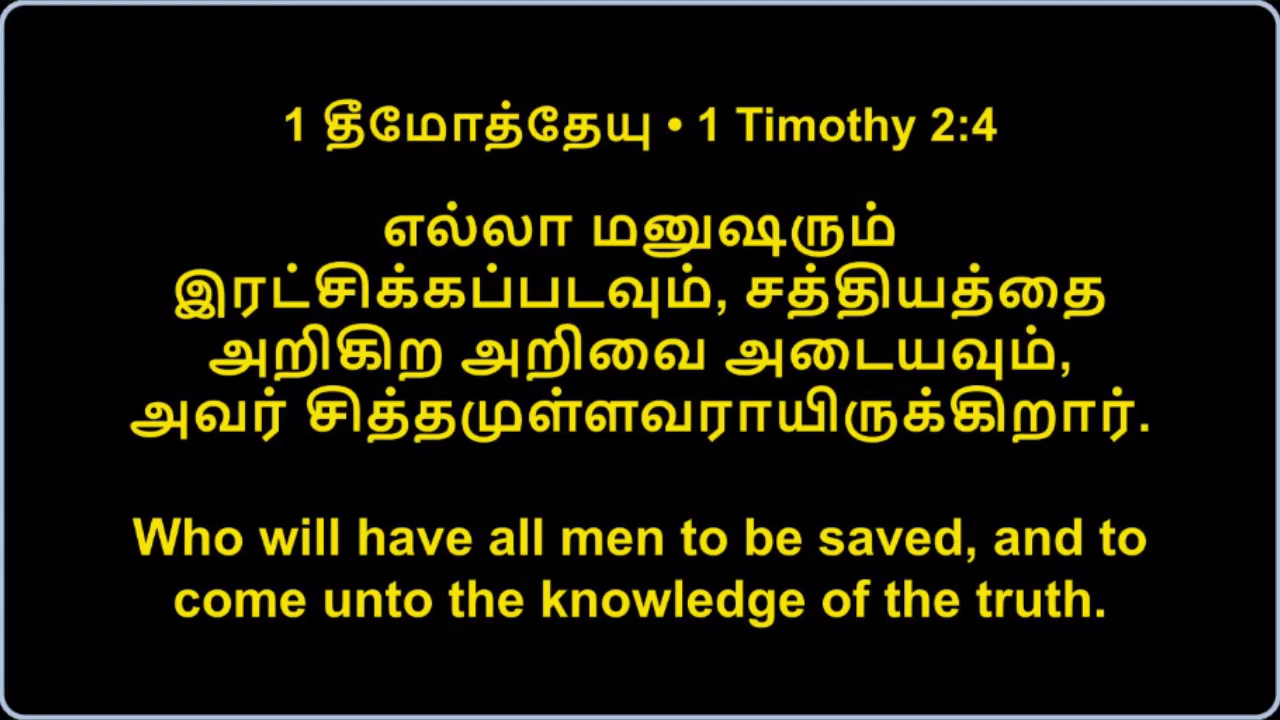 1 தீமோத்தேயு • 1 Timothy 2:4
எல்லா மனுஷரும்
இரட்சிக்கப்படவும், சத்தியத்தை
அறிகிற அறிவை அடையவும்,
அவர் சித்தமுள்ளவராயிருக்கிறார்.
Who will have all men to be saved, and to
come unto the knowledge of the truth.